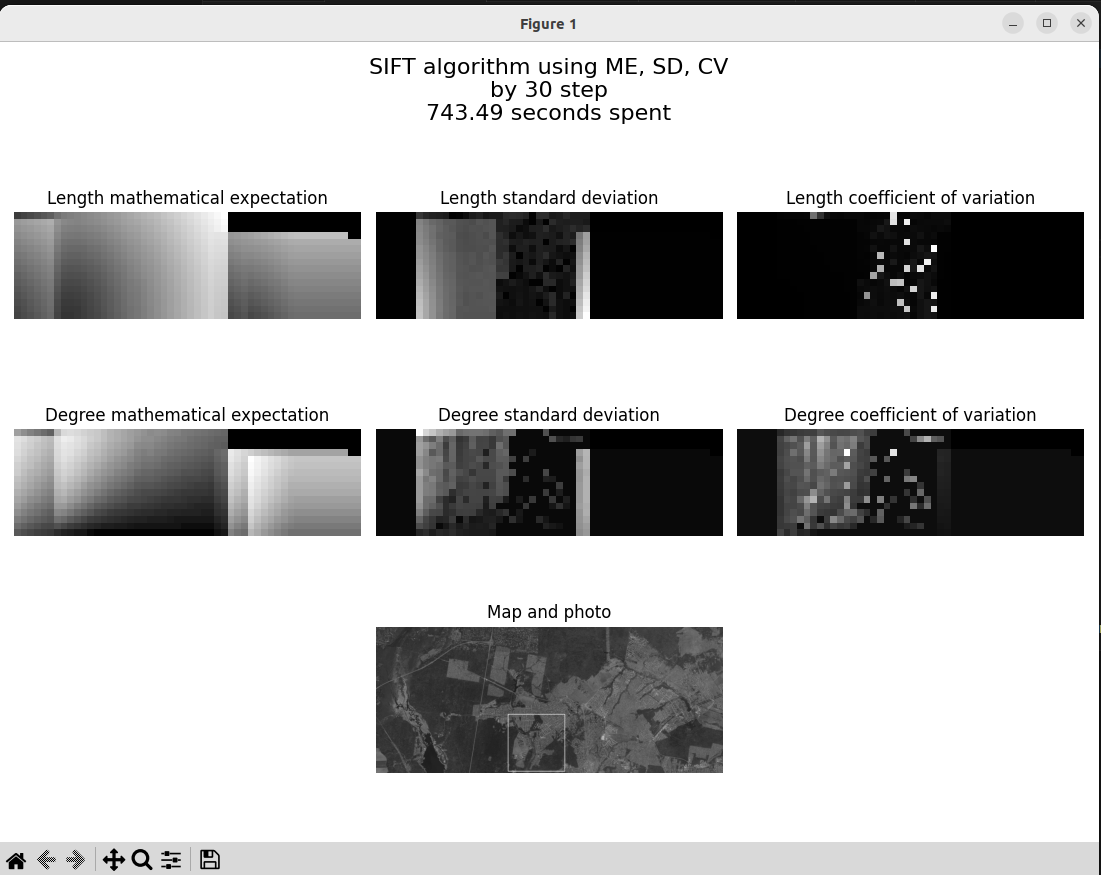 Figure 1
SIFT algorithm using ME, SD, CV
by 30 step
743.49 seconds spent
Length mathematical expectation
Length standard deviation
Length coefficient of variation
Degree mathematical expectation
Degree standard deviation
Degree coefficient of variation
Map and photo